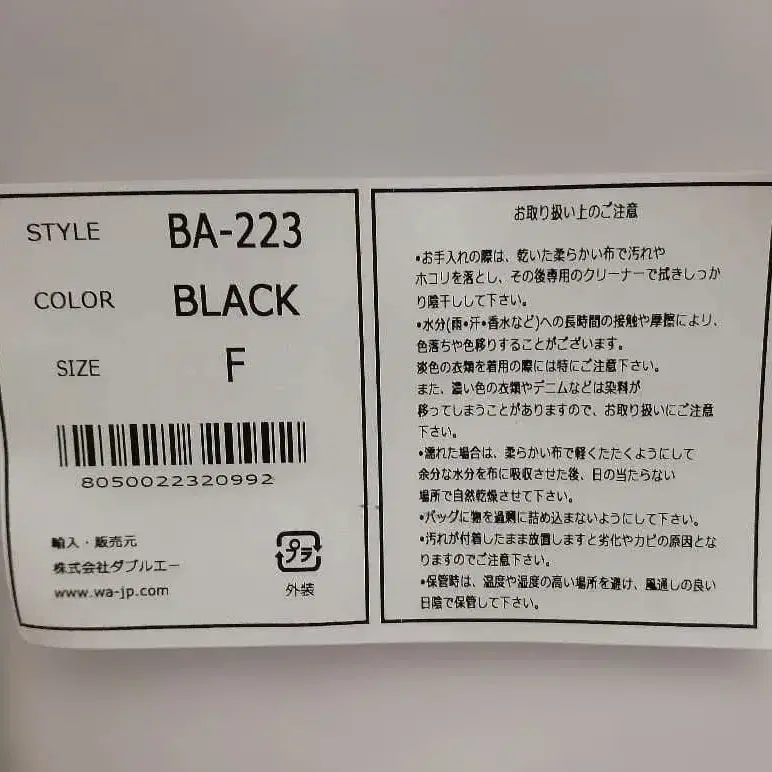 STYLE BA-223
COLOR BLACK
SIZE F
8050022320992
輸入・販売元
株式会社ダブルエー
www.wa-jp.com
プラ
外装
お取り扱い上のご注意
•お手入れの際は、乾いた柔らかい布で汚れや
ホコリを落とし、その後専用のクリーナーで拭きしっか
り陰干しして下さい。
•水分(雨•汗•香水など)への長時間の接触や摩擦により、
色落ちや色移りすることがございます。
淡色の衣類を着用の際には特にご注意下さい。
また、濃い色の衣類やデニムなどは染料が
移ってしまうことがありますので、お取り扱いにご注意
下さい。
•濡れた場合は、柔らかい布で軽くたたくようにして
余分な水分を布に吸収させた後、日の当たらない
場所で自然乾燥させて下さい。
•バッグに物を過剰に詰め込まないようにして下さい。
•汚れが付着したまま放置しますと劣化やカビの原因とな
りますのでご注意下さい。
•保管時は、温度や湿度の高い場所を避け、風通しの良い
日陰で保管して下さい。